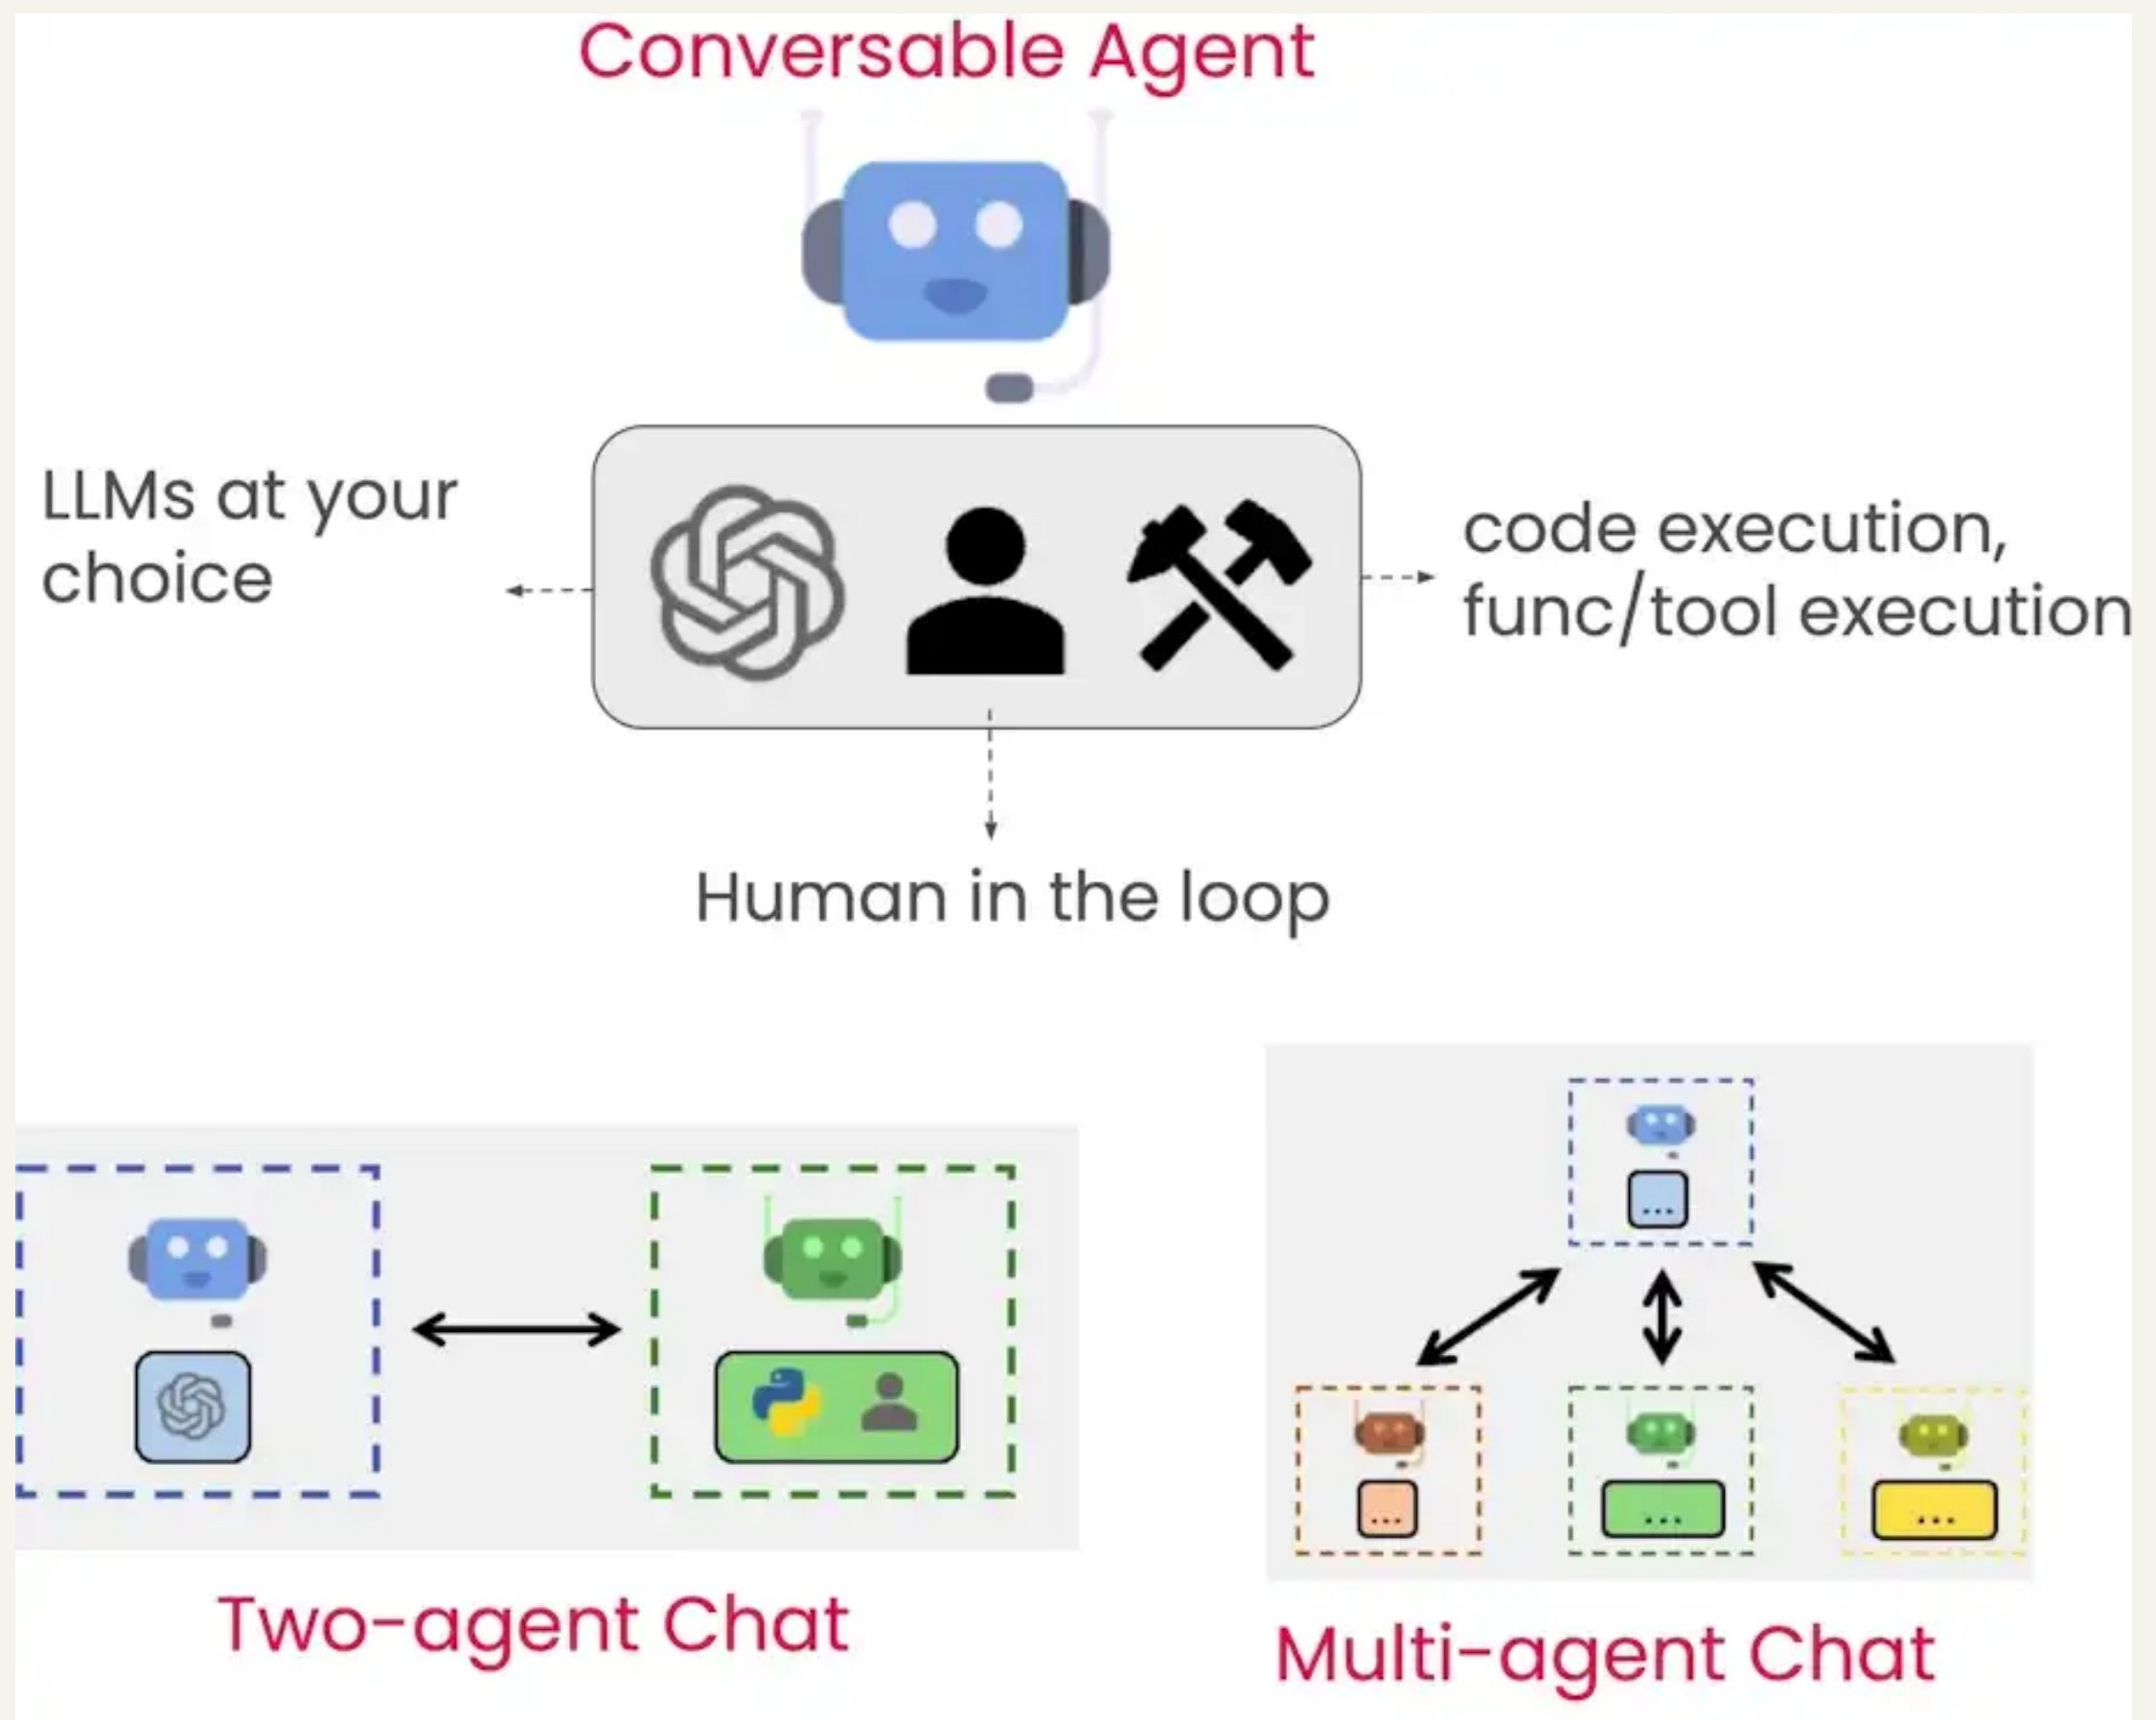 Conversable Agent
LLMs at your
choice
code execution,
func/tool execution
Human in the loop
...
...
...
...
Two-agent Chat
Multi-agent Chat